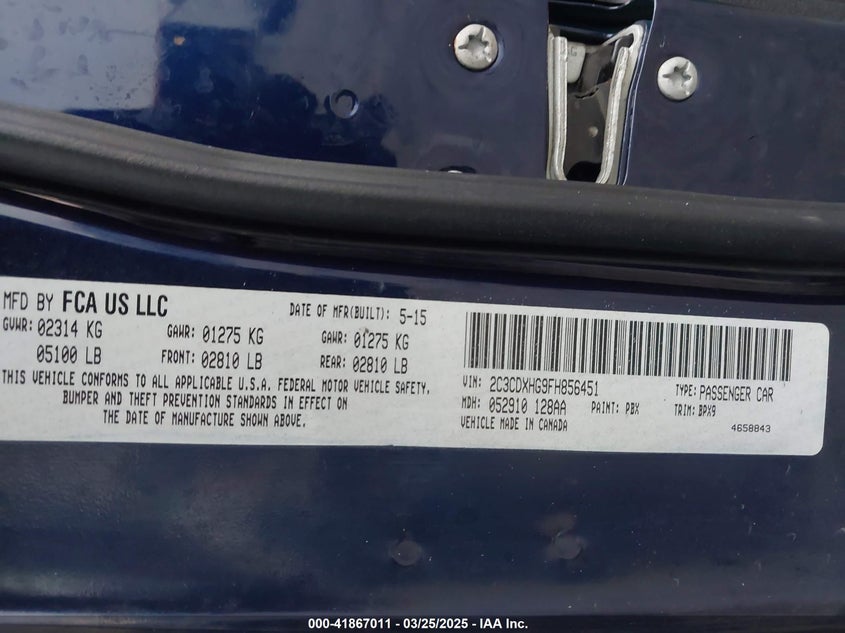 MFD BY FCA US LLC
DATE OF MFR(BUILT): 5-15
GVWR: 02314 KG
GAWR: 01275 KG
GAWR: 01275 KG
05100 LB
FRONT: 02810 LB
REAR: 02810 LB
THIS VEHICLE CONFORMS TO ALL APPLICABLE U.S.A. FEDERAL MOTOR VEHICLE SAFETY,
BUMPER AND THEFT PREVENTION STANDARDS IN EFFECT ON
THE DATE OF MANUFACTURE SHOWN ABOVE.
VIN: 2C3CDXHG9FH856451
TYPE: PASSENGER CAR
MDH: 052910 128AA
PAINT: PBX
TRIM: BPX9
VEHICLE MADE IN CANADA
4658843
000-41867011 - 03/25/2025 - IAA Inc.